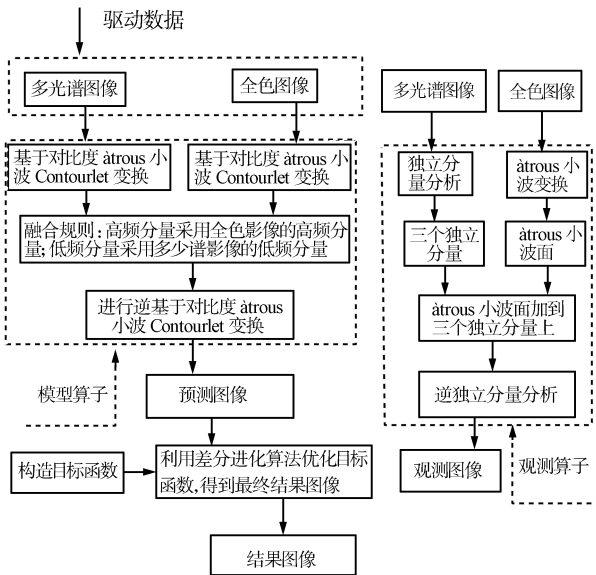 驱动数据
多光谱图像
全色图像
基于对比度 àtrous 小
波 Contourlet 变换
基于对比度 àtrous 小
波 Contourlet 变换
融合规则:高频分量采用全色影像的高频分
量;低频分量采用多少谱影像的低频分量
进行逆基于对比度 àtrous
小波 Contourlet 变换
模型算子
预测图像
构造目标函数
利用差分进化算法优化目标
函数,得到最终结果图像
结果图像
多光谱图像
全色图像
独立分
量分析
àtrous 小
波变换
三个独立
分量
àtrous 小
波面
àtrous 小波面加到
三个独立分量上
逆独立分量分析
观测图像
观测算子